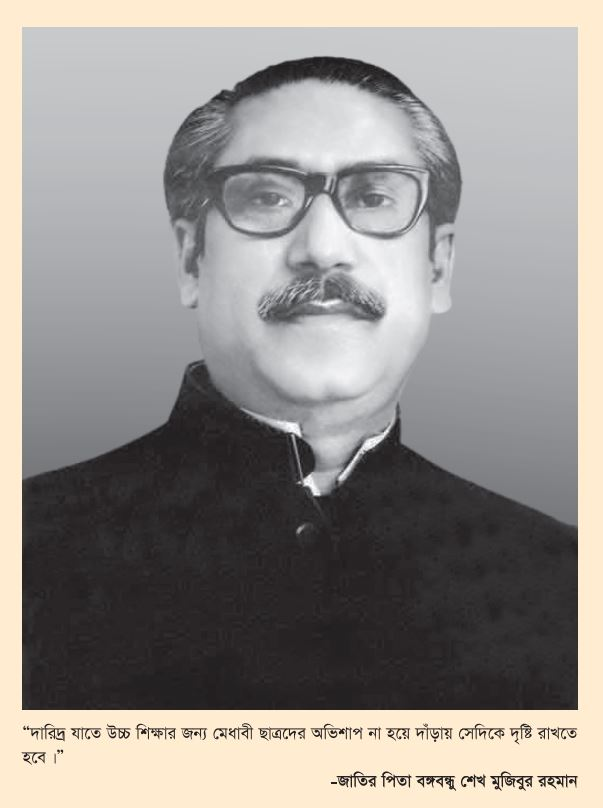 “দারিদ্র যাতে উচ্চ শিক্ষার জন্য মেধাবী ছাত্রদের অভিশাপ না হয়ে দাঁড়ায় সেদিকে দৃষ্টি রাখতে
হবে।”
-জাতির পিতা বঙ্গবন্ধু শেখ মুজিবুর রহমান